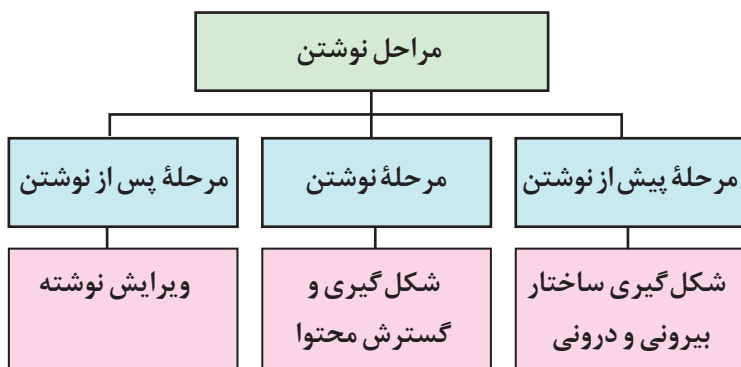 مراحل نوشتن
مرحلهٔ پیش از نوشتن
مرحلهٔ نوشتن
مرحلهٔ پس از نوشتن
شکل‌گیری ساختار
بیرونی و درونی
شکل‌گیری و
گسترش محتوا
ویرایش نوشته